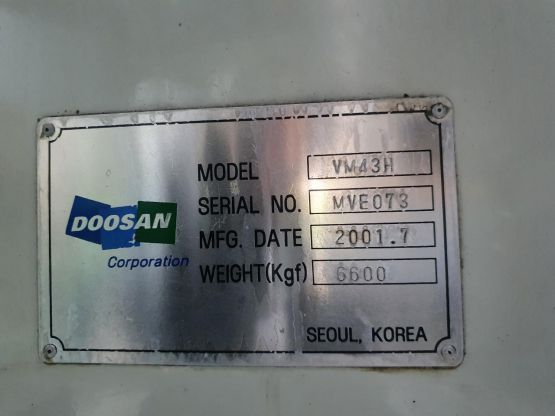 DOOSAN
Corporation
MODEL VM43H
SERIAL NO. MVE073
MFG. DATE 2001.7
WEIGHT(Kgf) 6600
SEOUL, KOREA